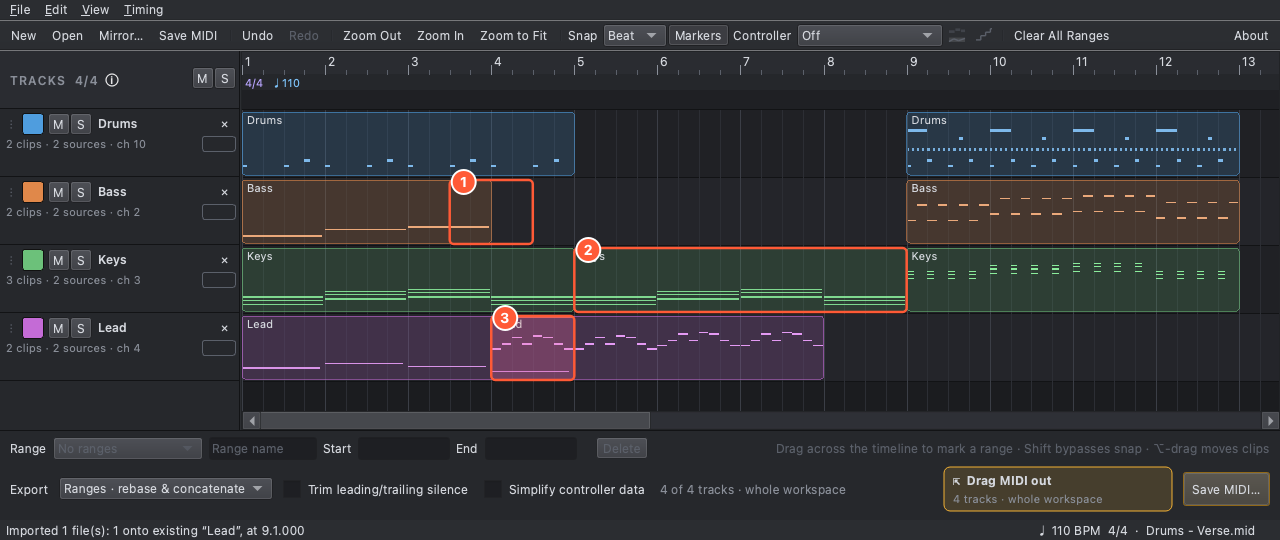 File Edit View Timing
New Open Mirror... Save MIDI Undo Redo Zoom Out Zoom In Zoom to Fit Snap Beat Markers Controller Off Clear All Ranges About
TRACKS 4/4 ⓘ M S
1 2 3 4 5 6 7 8 9 10 11 12 13
4/4 ♩110
M S Drums ×
2 clips · 2 sources · ch 10
Drums Drums
M S Bass ×
2 clips · 2 sources · ch 2
Bass 1 Bass
M S Keys ×
3 clips · 2 sources · ch 3
Keys 2 Keys
M S Lead ×
2 clips · 2 sources · ch 4
Lead 3
Range No ranges Range name Start End Delete Drag across the timeline to mark a range · Shift bypasses snap · ⌥-drag moves clips
Export Ranges · rebase & concatenate Trim leading/trailing silence Simplify controller data 4 of 4 tracks · whole workspace
⇱ Drag MIDI out
4 tracks · whole workspace
Save MIDI...
Imported 1 file(s): 1 onto existing “Lead”, at 9.1.000 ♩ 110 BPM 4/4 · Drums - Verse.mid